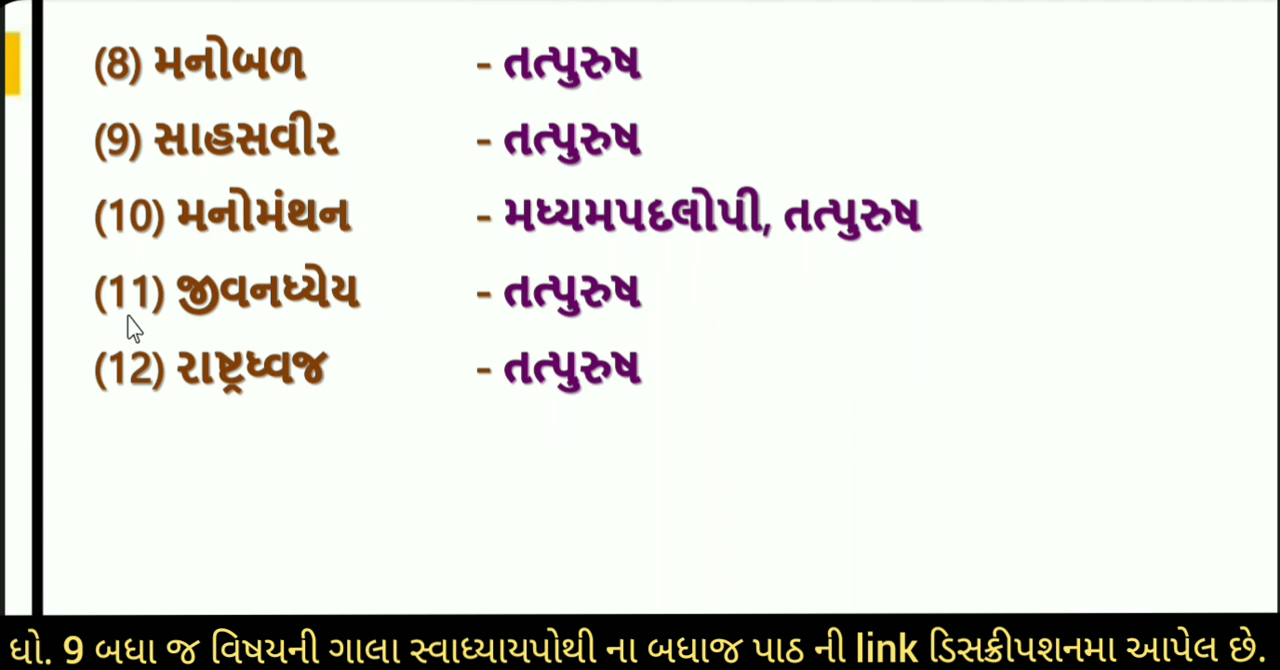 (8) મનોબળ - તત્પુરુષ
(9) સાહસવીર - તત્પુરુષ
(10) મનોમંથન - મધ્યમપદલોપી, તત્પુરુષ
(11) જીવનધ્યેય - તત્પુરુષ
(12) રાષ્ટ્રધ્વજ - તત્પુરુષ
ધો. 9 બધા જ વિષયની ગાલા સ્વાધ્યાયપોથી ના બધાજ પાઠ ની link ડિસક્રીપશનમા આપેલ છે.